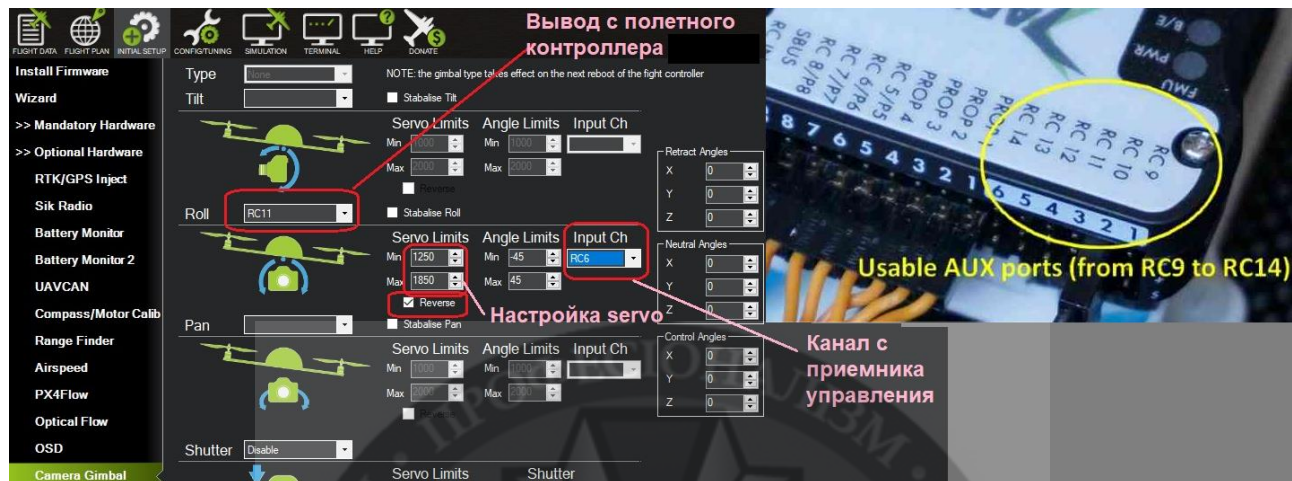 FLIGHT DATA FLIGHT PLAN INITIAL SETUP CONFIG/TUNING SIMULATION TERMINAL HELP DONATE
Вывод с полетного
контроллера
Install Firmware
Wizard
>> Mandatory Hardware
>> Optional Hardware
RTK/GPS Inject
Sik Radio
Battery Monitor
Battery Monitor 2
UAVCAN
Compass/Motor Calib
Range Finder
Airspeed
PX4Flow
Optical Flow
OSD
Camera Gimbal
Type None NOTE: the gimbal type takes effect on the next reboot of the fight controller
Tilt Stabalise Tilt
Servo Limits Angle Limits Input Ch
Min 1000 Min 1000
Max 2000 Max 2000
Reverse
Roll RC11 Stabalise Roll
Servo Limits Angle Limits Input Ch
Min 1250 Min -45 RC6
Max 1850 Max 45
Reverse
Настройка servo
Pan Stabalise Pan
Servo Limits Angle Limits Input Ch
Min 1000 Min 1000
Max 2000 Max 2000
Reverse
Shutter Disable
Servo Limits Shutter
Retract Angles
X 0
Y 0
Z 0
Neutral Angles
X 0
Y 0
Z 0
Control Angles
X 0
Y 0
Z 0
Канал с
приемника
управления
ПРОФЕСІОНАЛІЗМ
B/E
PWR
FMU
SBUS
RC 8/P8
RC 7/P7
RC 6/P6
RC 5/P5
PROP 4
PROP 3
PROP 2
RC 14
RC 13
RC 12
RC 11
RC 10
RC 9
8 7 6 5 4 3 2 1 6 5 4 3 2 1
Usable AUX ports (from RC9 to RC14)